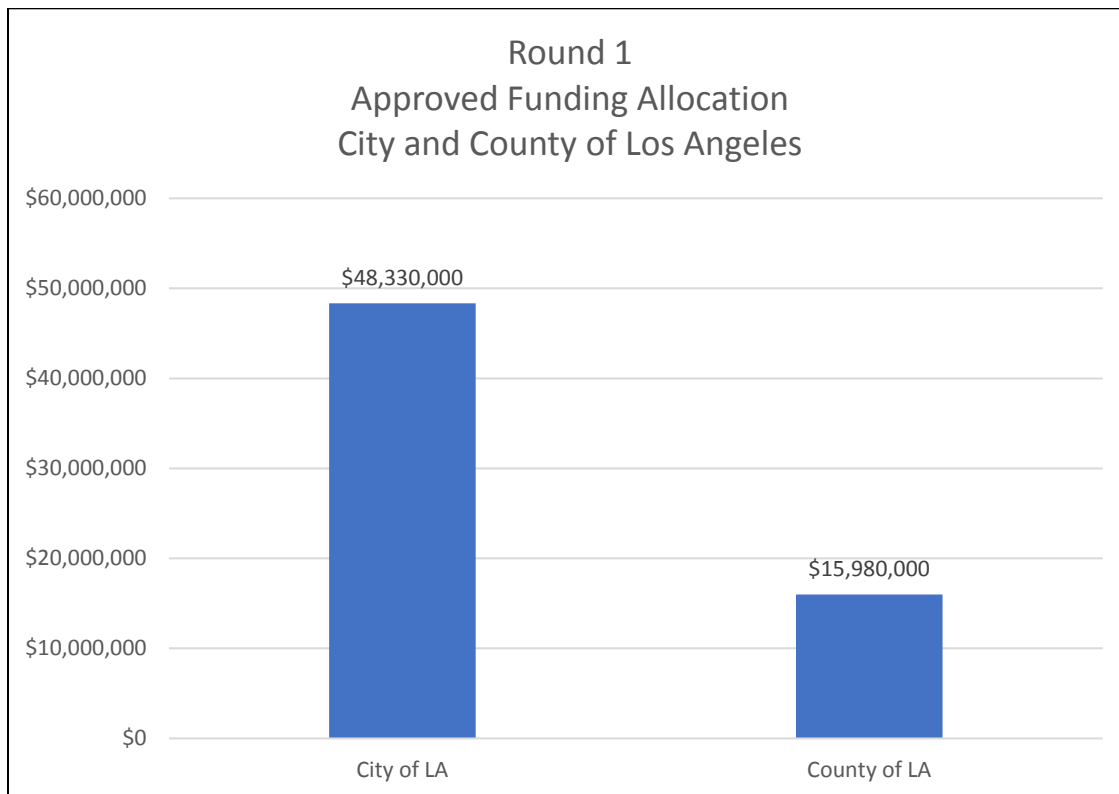 Round 1
Approved Funding Allocation
City and County of Los Angeles
$60,000,000
$50,000,000
$40,000,000
$30,000,000
$20,000,000
$10,000,000
$0
$48,330,000
$15,980,000
City of LA
County of LA